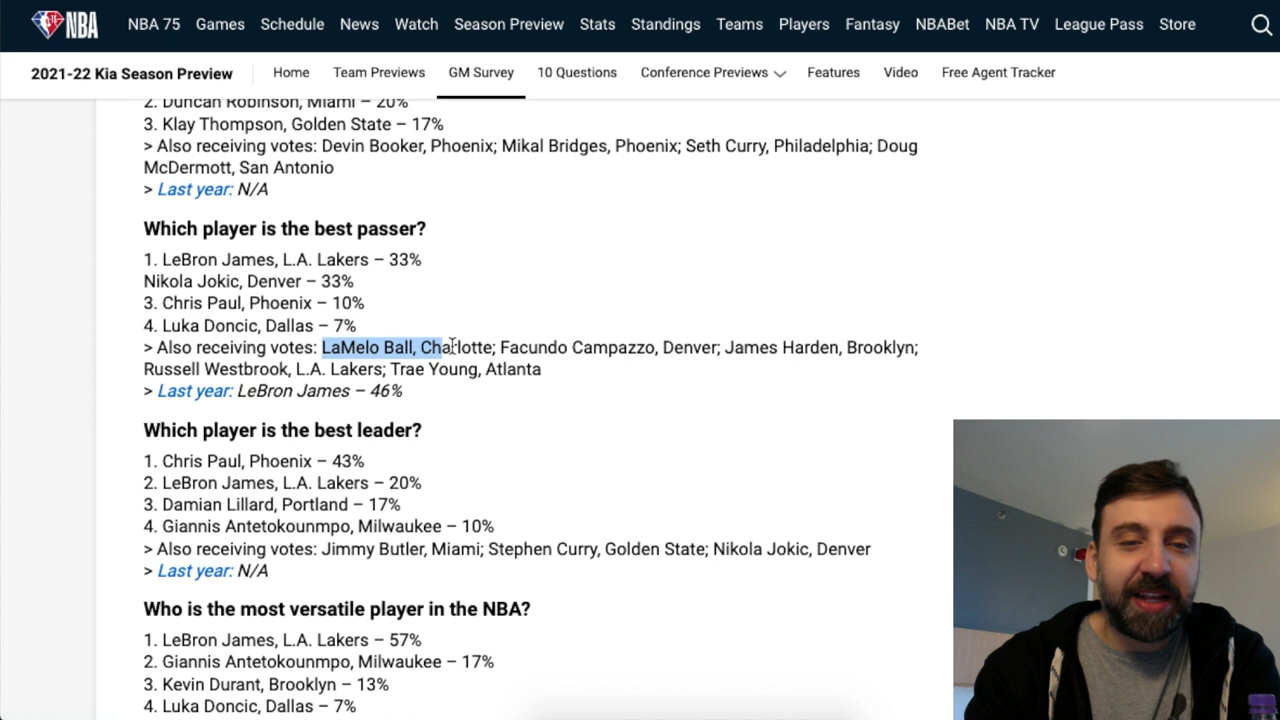 NBA
NBA 75 Games Schedule News Watch Season Preview Stats Standings Teams Players Fantasy NBABet NBA TV League Pass Store
2021-22 Kia Season Preview Home Team Previews GM Survey 10 Questions Conference Previews Features Video Free Agent Tracker
2. Duncan Robinson, Miami – 20%
3. Klay Thompson, Golden State – 17%
> Also receiving votes: Devin Booker, Phoenix; Mikal Bridges, Phoenix; Seth Curry, Philadelphia; Doug
McDermott, San Antonio
> Last year: N/A
Which player is the best passer?
1. LeBron James, L.A. Lakers – 33%
Nikola Jokic, Denver – 33%
3. Chris Paul, Phoenix – 10%
4. Luka Doncic, Dallas – 7%
> Also receiving votes: LaMelo Ball, Charlotte; Facundo Campazzo, Denver; James Harden, Brooklyn;
Russell Westbrook, L.A. Lakers; Trae Young, Atlanta
> Last year: LeBron James – 46%
Which player is the best leader?
1. Chris Paul, Phoenix – 43%
2. LeBron James, L.A. Lakers – 20%
3. Damian Lillard, Portland – 17%
4. Giannis Antetokounmpo, Milwaukee – 10%
> Also receiving votes: Jimmy Butler, Miami; Stephen Curry, Golden State; Nikola Jokic, Denver
> Last year: N/A
Who is the most versatile player in the NBA?
1. LeBron James, L.A. Lakers – 57%
2. Giannis Antetokounmpo, Milwaukee – 17%
3. Kevin Durant, Brooklyn – 13%
4. Luka Doncic, Dallas – 7%